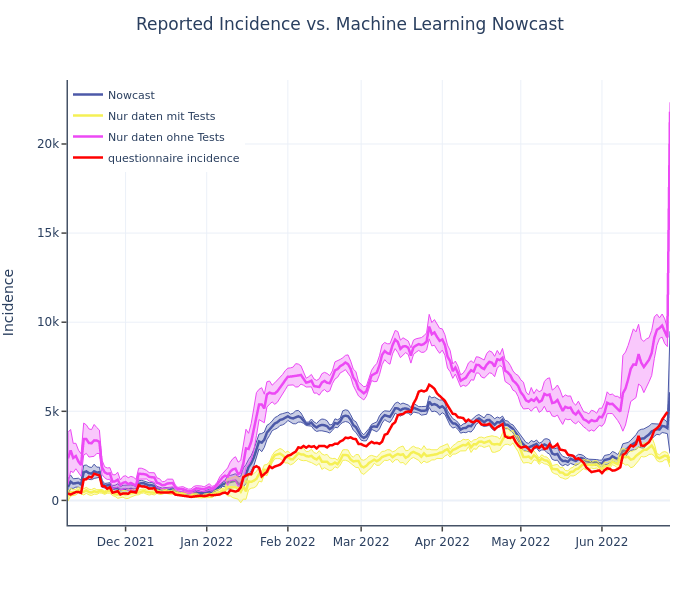 Reported Incidence vs. Machine Learning Nowcast
Nowcast
Nur daten mit Tests
Nur daten ohne Tests
questionnaire incidence
Incidence
20k
15k
10k
5k
0
Dec 2021
Jan 2022
Feb 2022
Mar 2022
Apr 2022
May 2022
Jun 2022